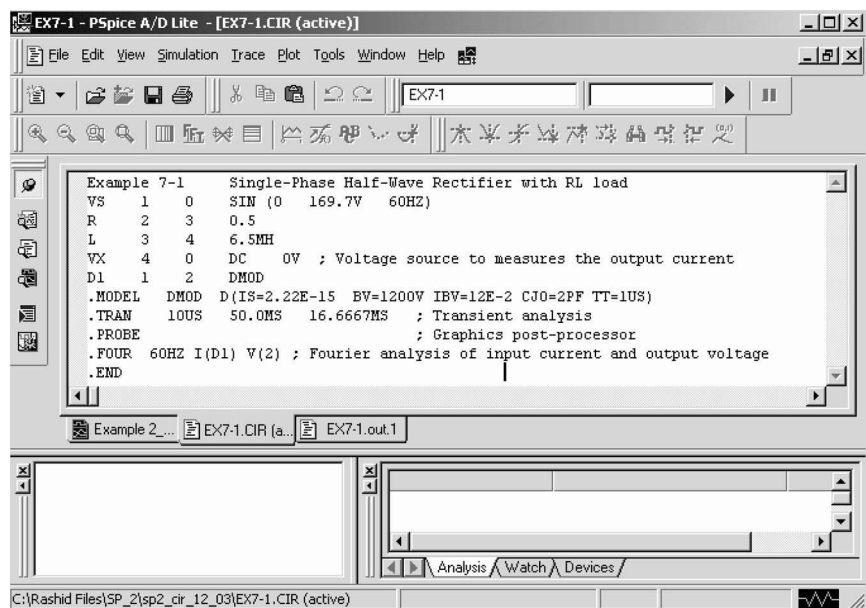 EX7-1 - PSpice A/D Lite - [EX7-1.CIR (active)]
File Edit View Simulation Trace Plot Tools Window Help
EX7-1
Example 7-1 Single-Phase Half-Wave Rectifier with RL load
VS 1 0 SIN (0 169.7V 60HZ)
R 2 3 0.5
L 3 4 6.5MH
VX 4 0 DC 0V ; Voltage source to measures the output current
D1 1 2 DMOD
.MODEL DMOD D(IS=2.22E-15 BV=1200V IBV=12E-2 CJO=2PF TT=1US)
.TRAN 10US 50.0MS 16.6667MS ; Transient analysis
.PROBE ; Graphics post-processor
.FOUR 60HZ I(D1) V(2) ; Fourier analysis of input current and output voltage
.END
Example 2_... EX7-1.CIR (a... EX7-1.out.1
Analysis Watch Devices
C:\Rashid Files\SP_2\sp2_cir_12_03\EX7-1.CIR (active)